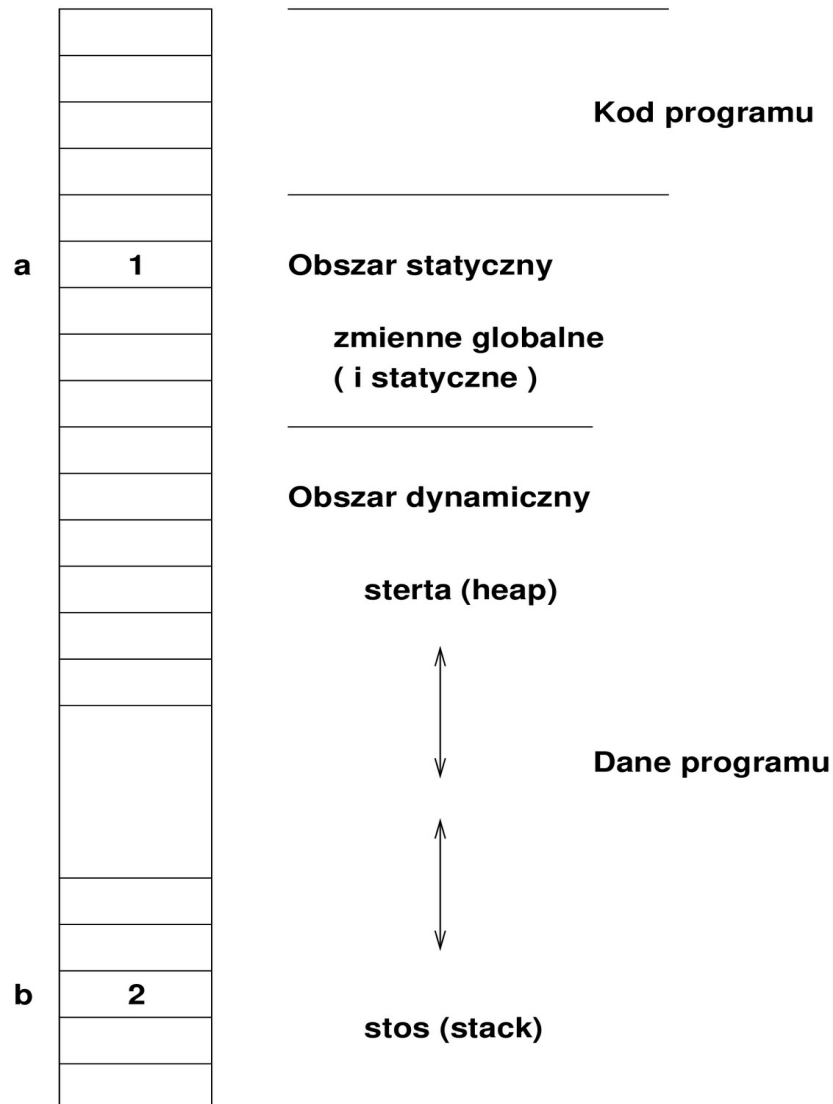 Kod programu
a 1 Obszar statyczny
zmienne globalne
( i statyczne )
Obszar dynamiczny
sterta (heap)
Dane programu
b 2
stos (stack)